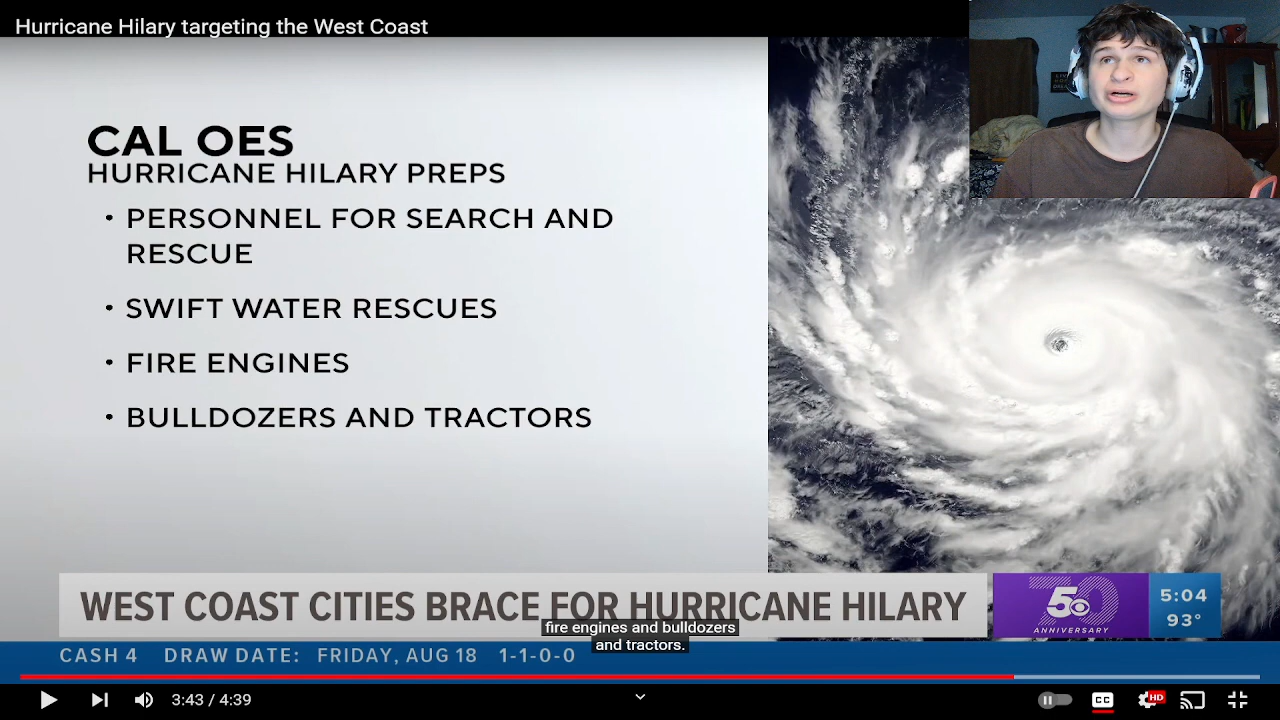 Hurricane Hilary targeting the West Coast
CAL OES
HURRICANE HILARY PREPS
• PERSONNEL FOR SEARCH AND
RESCUE
• SWIFT WATER RESCUES
• FIRE ENGINES
• BULLDOZERS AND TRACTORS
WEST COAST CITIES BRACE FOR HURRICANE HILARY
50
5
ANNIVERSARY
5:04
93°
fire engines and bulldozers
and tractors.
CASH 4 DRAW DATE: FRIDAY, AUG 18 1-1-0-0
3:43 / 4:39
CC
HD